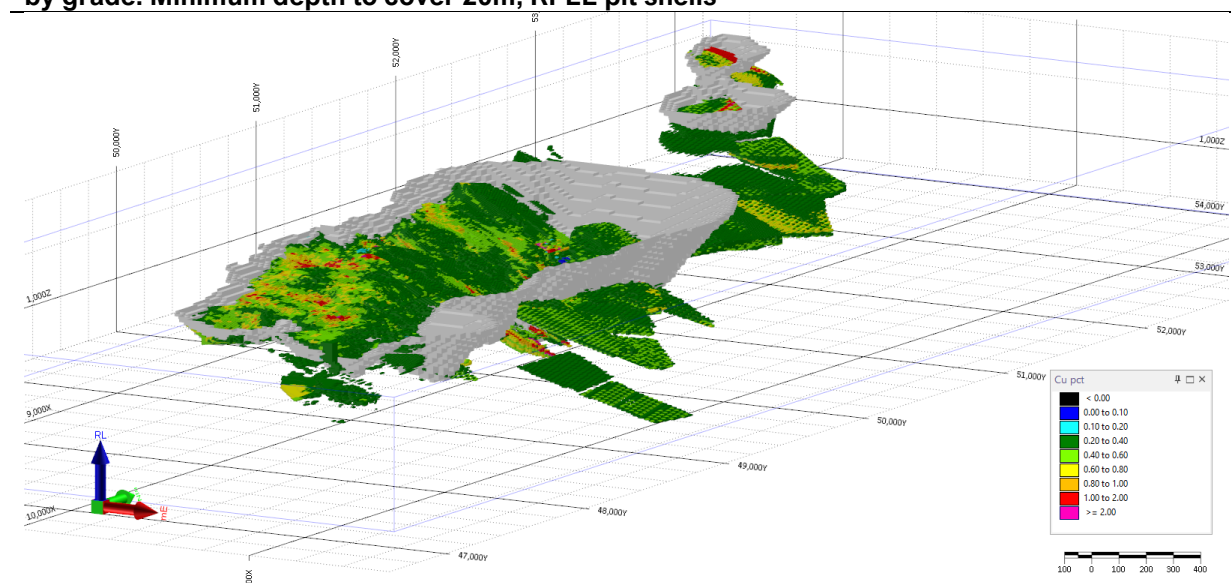 by grade. Minimum depth to cover 20m, pit shells
53
52,000Y
51,000Y
50,000Y
1,000Z
54,000Y
53,000Y
52,000Y
1,000Z
51,000Y
Cu pct
< 0.00
0.00 to 0.10
0.10 to 0.20
0.20 to 0.40
0.40 to 0.60
0.60 to 0.80
0.80 to 1.00
1.00 to 2.00
>= 2.00
9,000X
50,000Y
RL
49,000Y
10,000X
mE
48,000Y
47,000Y
00X
100 0 100 200 300 400